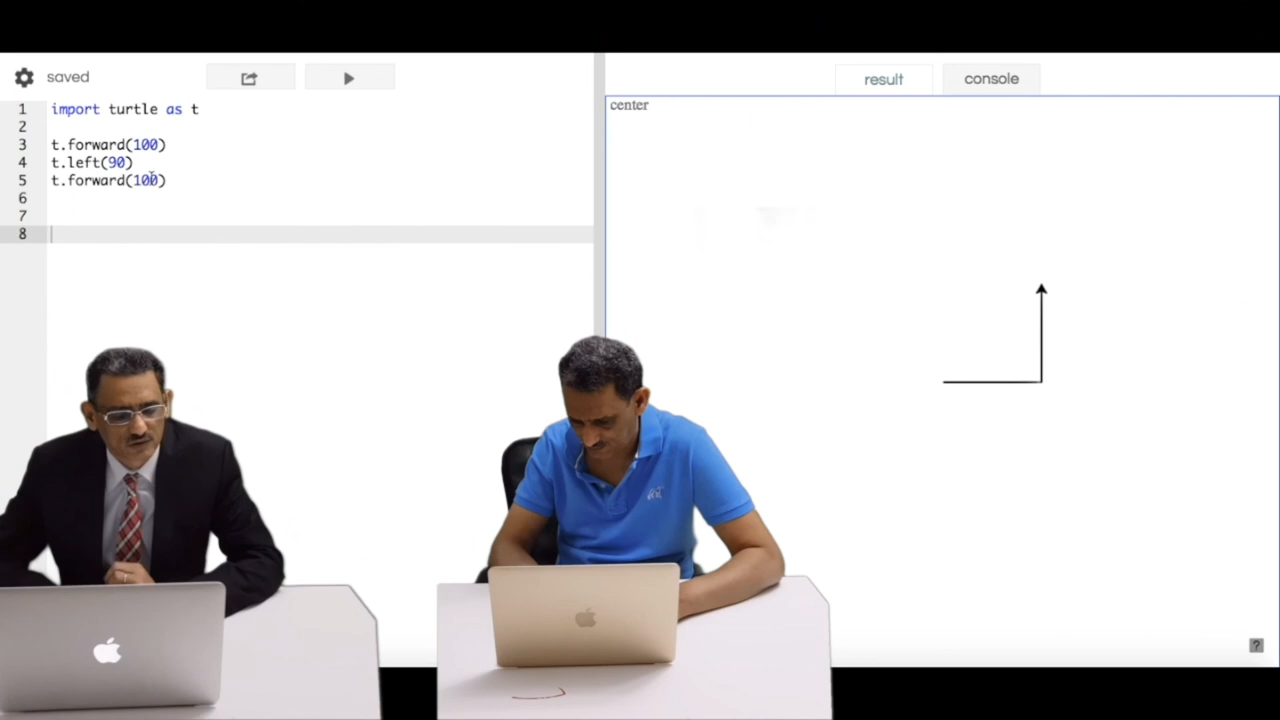 saved
result
console
1 import turtle as t
2
3 t.forward(100)
4 t.left(90)
5 t.forward(100)
6
7
8
center
?